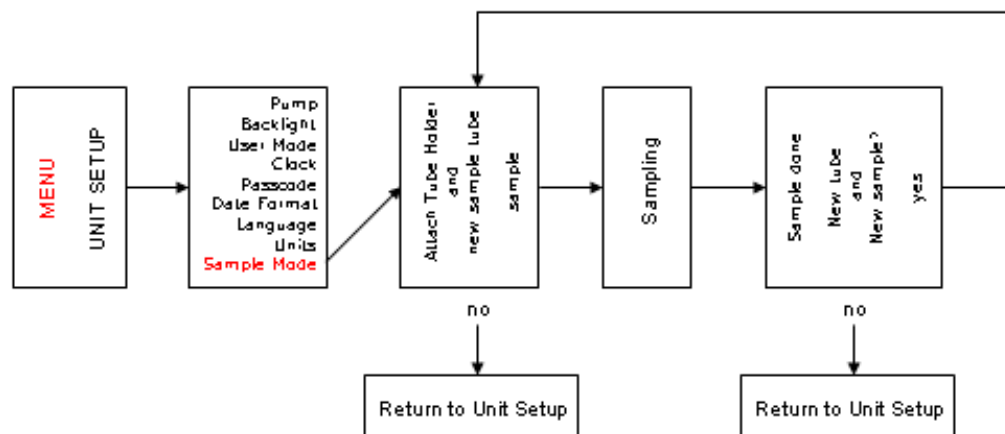 MENU
UNIT SETUP
Pump
Backlight
User Mode
Clock
Passcode
Date Format
Language
Units
Sample Mode
Attach Tube Holder
and
new sample tube
sample
Sampling
Sample done
New tube
and
New sample?
yes
no
no
Return to Unit Setup
Return to Unit Setup